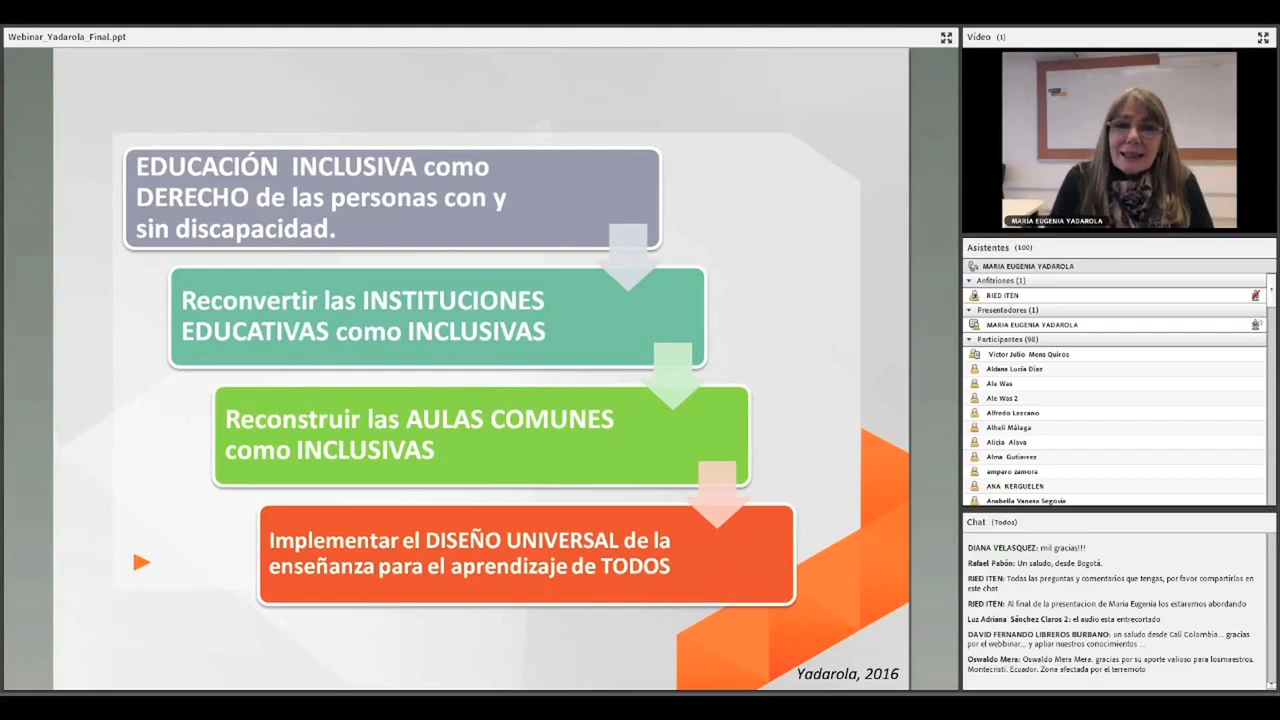 Webinar_Yadarola_Final.ppt
EDUCACIÓN INCLUSIVA como
DERECHO de las personas con y
sin discapacidad.
Reconvertir las INSTITUCIONES
EDUCATIVAS como INCLUSIVAS
Reconstruir las AULAS COMUNES
como INCLUSIVAS
Implementar el DISEÑO UNIVERSAL de la
enseñanza para el aprendizaje de TODOS
Yadarola, 2016
Vídeo (1)
MARIA EUGENIA YADAROLA
Asistentes (100)
MARIA EUGENIA YADAROLA
Anfitriones (1)
RIED ITEN
Presentadores (1)
MARIA EUGENIA YADAROLA
Participantes (98)
Victor Julio Mena Quiros
Aldana Lucía Díaz
Ale Was
Ale Was 2
Alfredo Lezcano
Alheli Málaga
Alicia Alava
Alma Gutierrez
amparo zamora
ANA KERGUELEN
Anabella Vanesa Segovia
Chat (Todos)
DIANA VELASQUEZ: mil gracias!!!
Rafael Pabón: Un saludo, desde Bogotá.
RIED ITEN: Todas las preguntas y comentarios que tengas, por favor compartirlos en
este chat
RIED ITEN: Al final de la presentacion de Maria Eugenia los estaremos abordando
Luz Adriana Sánchez Claros 2: el audio esta entrecortado
DAVID FERNANDO LIBREROS BURBANO: un saludo desde Cali Colombia... gracias
por el webbinar... y apliar nuestros conocimientos ...
Oswaldo Mera: Oswaldo Mera Mera. gracias por su aporte valioso para losmaestros.
Montecristi. Ecuador. Zona afectada por el terremoto